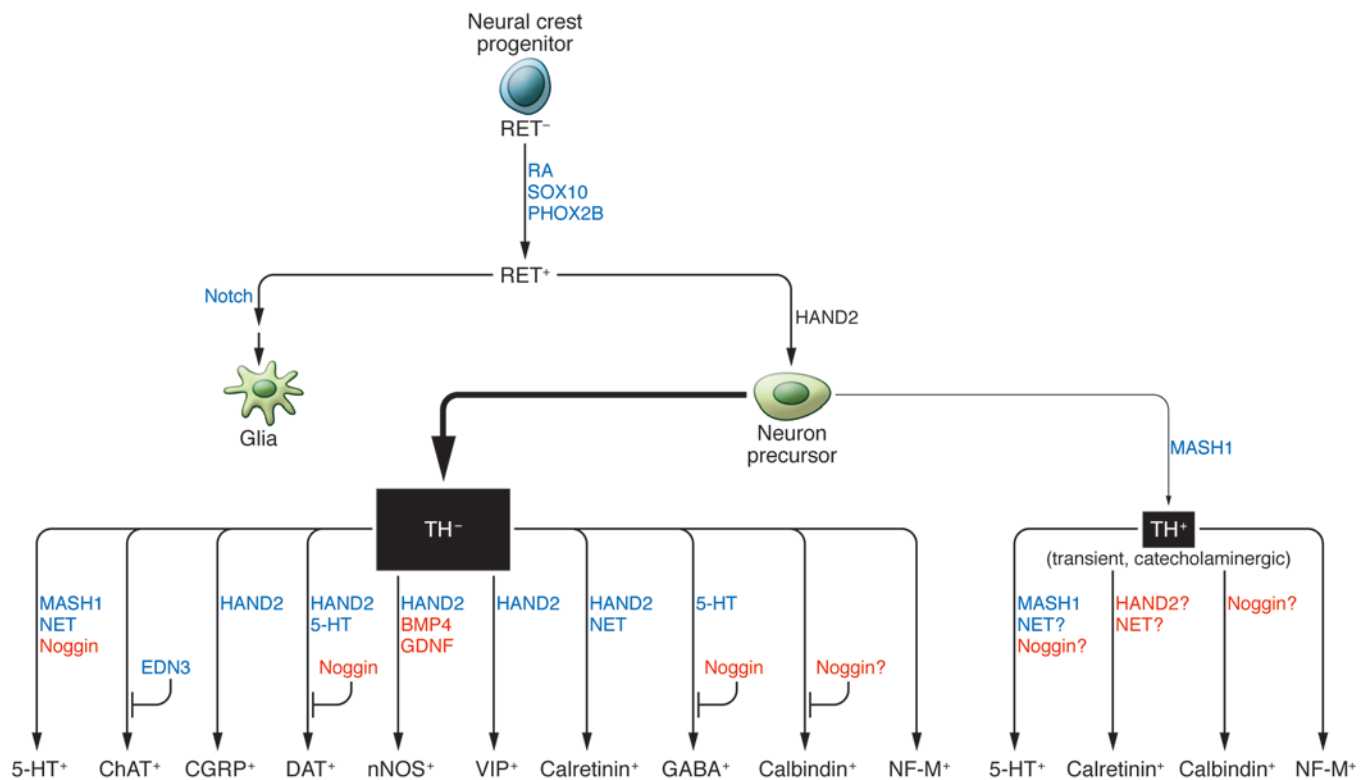 Neural crest
progenitor
RET⁻
RA
SOX10
PHOX2B
RET⁺
Notch
HAND2
Glia
Neuron
precursor
MASH1
TH⁻
TH⁺
(transient, catecholaminergic)
MASH1
NET
Noggin
EDN3
HAND2
HAND2
5-HT
Noggin
HAND2
BMP4
GDNF
HAND2
HAND2
NET
5-HT
Noggin
Noggin?
MASH1
NET?
Noggin?
HAND2?
NET?
Noggin?
5-HT⁺ ChAT⁺ CGRP⁺ DAT⁺ nNOS⁺ VIP⁺ Calretinin⁺ GABA⁺ Calbindin⁺ NF-M⁺ 5-HT⁺ Calretinin⁺ Calbindin⁺ NF-M⁺